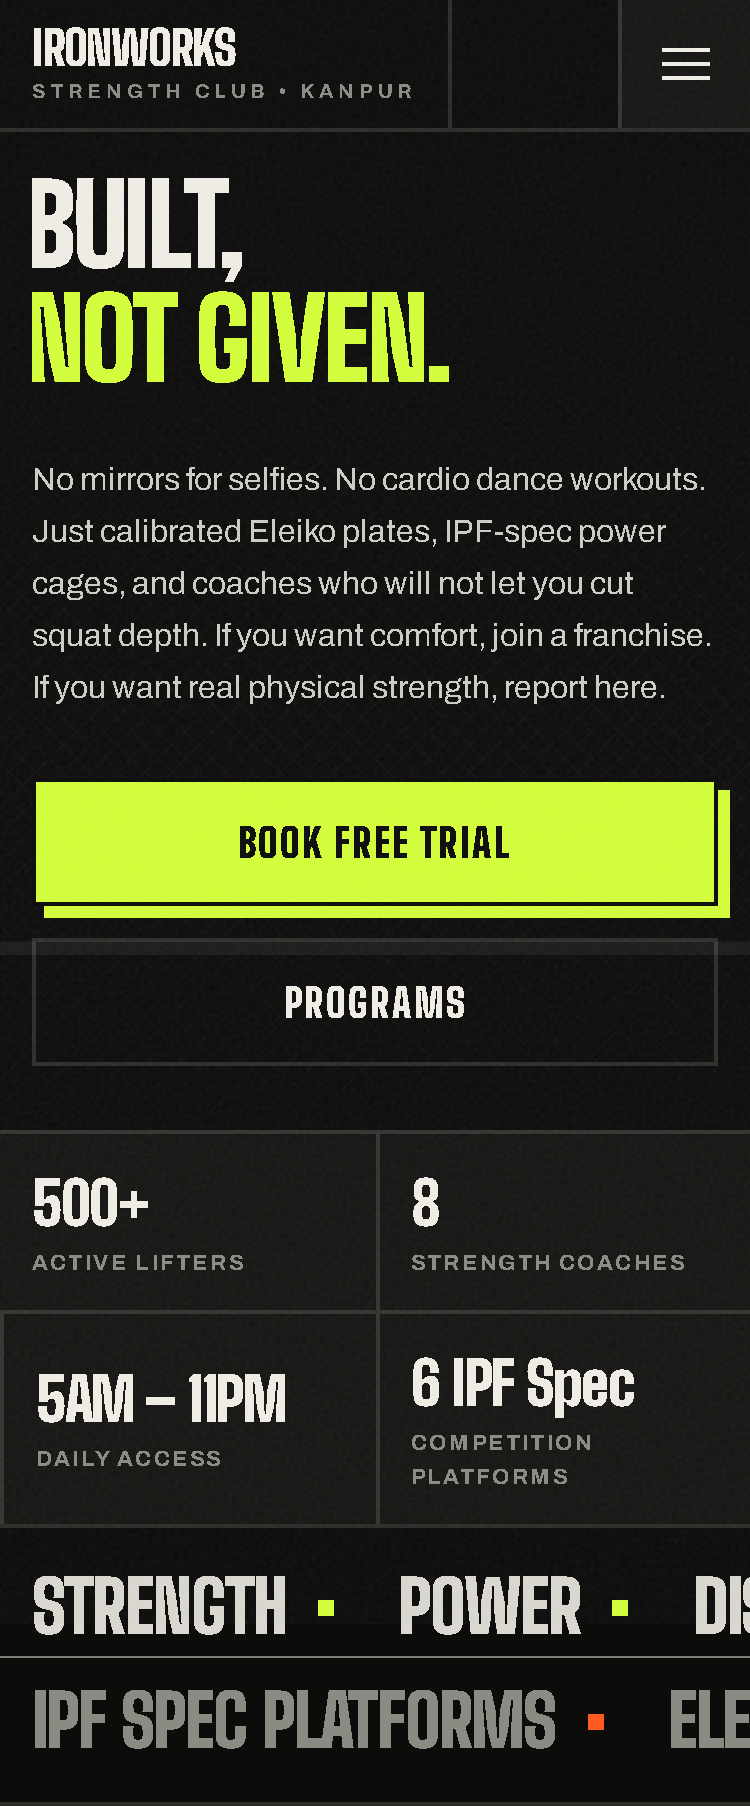 IRONWORKS
STRENGTH CLUB • KANPUR
BUILT,
NOT GIVEN.
No mirrors for selfies. No cardio dance workouts.
Just calibrated Eleiko plates, IPF-spec power
cages, and coaches who will not let you cut
squat depth. If you want comfort, join a franchise.
If you want real physical strength, report here.
BOOK FREE TRIAL
PROGRAMS
500+
ACTIVE LIFTERS
8
STRENGTH COACHES
5AM – 11PM
DAILY ACCESS
6 IPF Spec
COMPETITION
PLATFORMS
STRENGTH ▪ POWER ▪ DIS
IPF SPEC PLATFORMS ▪ ELE